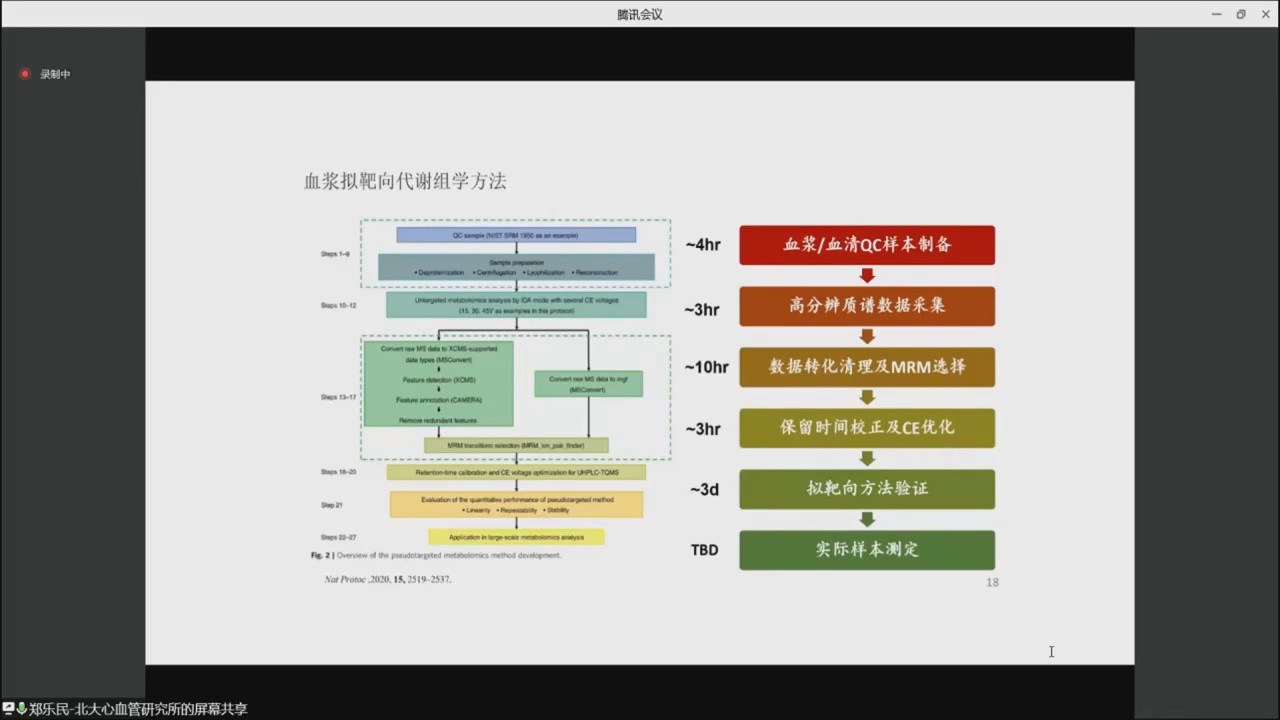 腾讯会议
录制中
血浆拟靶向代谢组学方法
Steps 1–9
QC sample (NIST SRM 1950 as an example)
Sample preparation
• Deproteinization • Centrifugation • Lyophilization • Reconstruction
Steps 10–12
Untargeted metabolomics analysis by IDA mode with several CE voltages
(15, 30, 45V as examples in this protocol)
Steps 13–17
Convert raw MS data to XCMS-supported
data types (MSConvert)
Feature detection (XCMS)
Feature annotation (CAMERA)
Remove redundant features
Convert raw MS data to mgf
(MSConvert)
MRM transitions selection (MRM_ion_pair_finder)
Steps 18–20
Retention-time calibration and CE voltage optimization for UHPLC-TQMS
Step 21
Evaluation of the quantitative performance of pseudotargeted method
• Linearity • Repeatability • Stability
Steps 22–27
Application in large-scale metabolomics analysis
Fig. 2 | Overview of the pseudotargeted metabolomics method development.
Nat Protoc ,2020, 15, 2519–2537.
~4hr
血浆/血清QC样本制备
~3hr
高分辨质谱数据采集
~10hr
数据转化清理及MRM选择
~3hr
保留时间校正及CE优化
~3d
拟靶向方法验证
TBD
实际样本测定
18
郑乐民-北大心血管研究所的屏幕共享